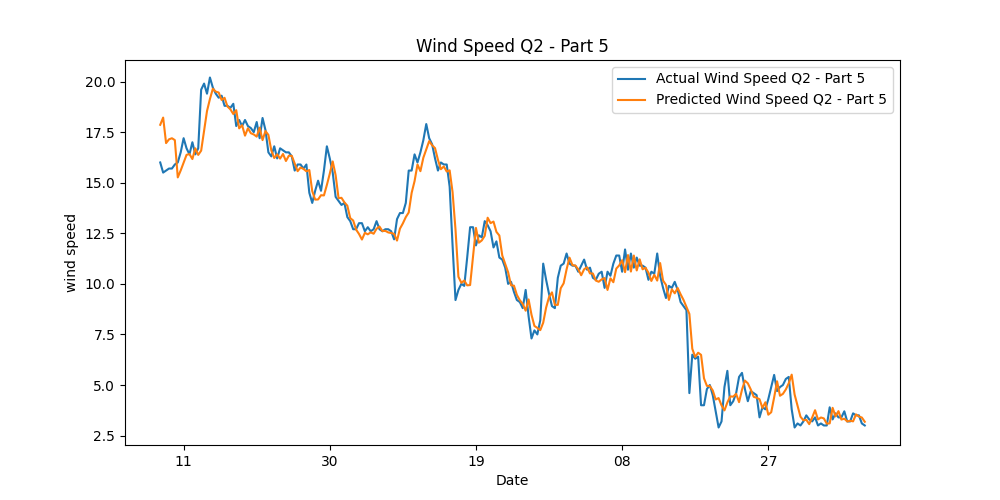 Wind Speed Q2 - Part 5
Actual Wind Speed Q2 - Part 5
Predicted Wind Speed Q2 - Part 5
wind speed
20.0
17.5
15.0
12.5
10.0
7.5
5.0
2.5
11
30
19
08
27
Date